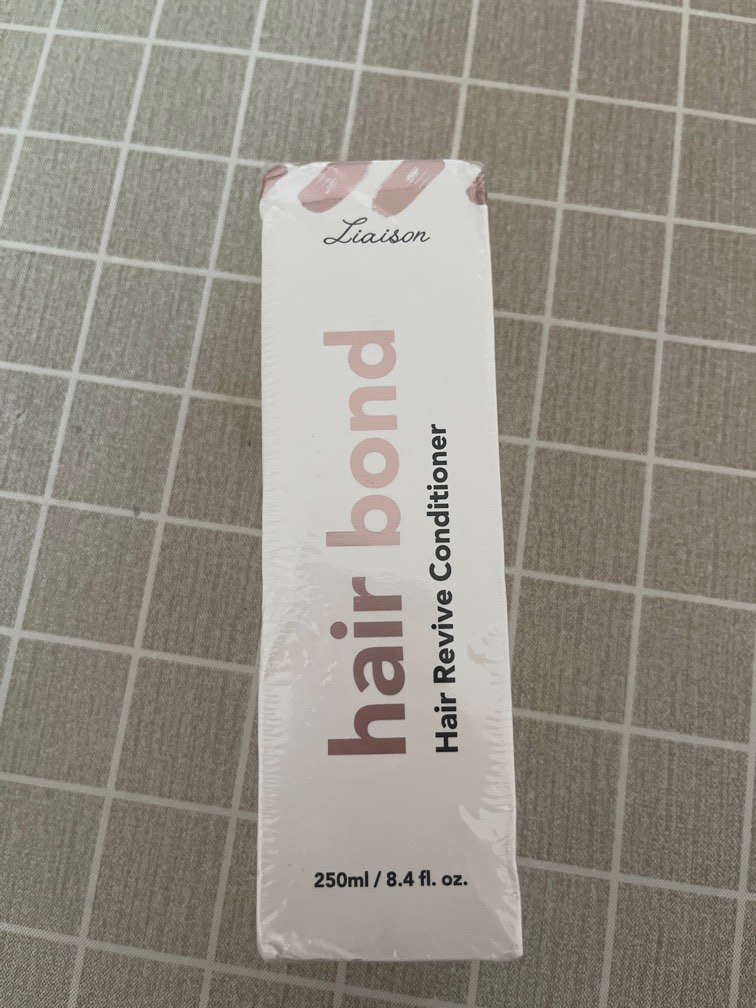 Liaison
hair bond
Hair Revive Conditioner
250ml / 8.4 fl. oz.